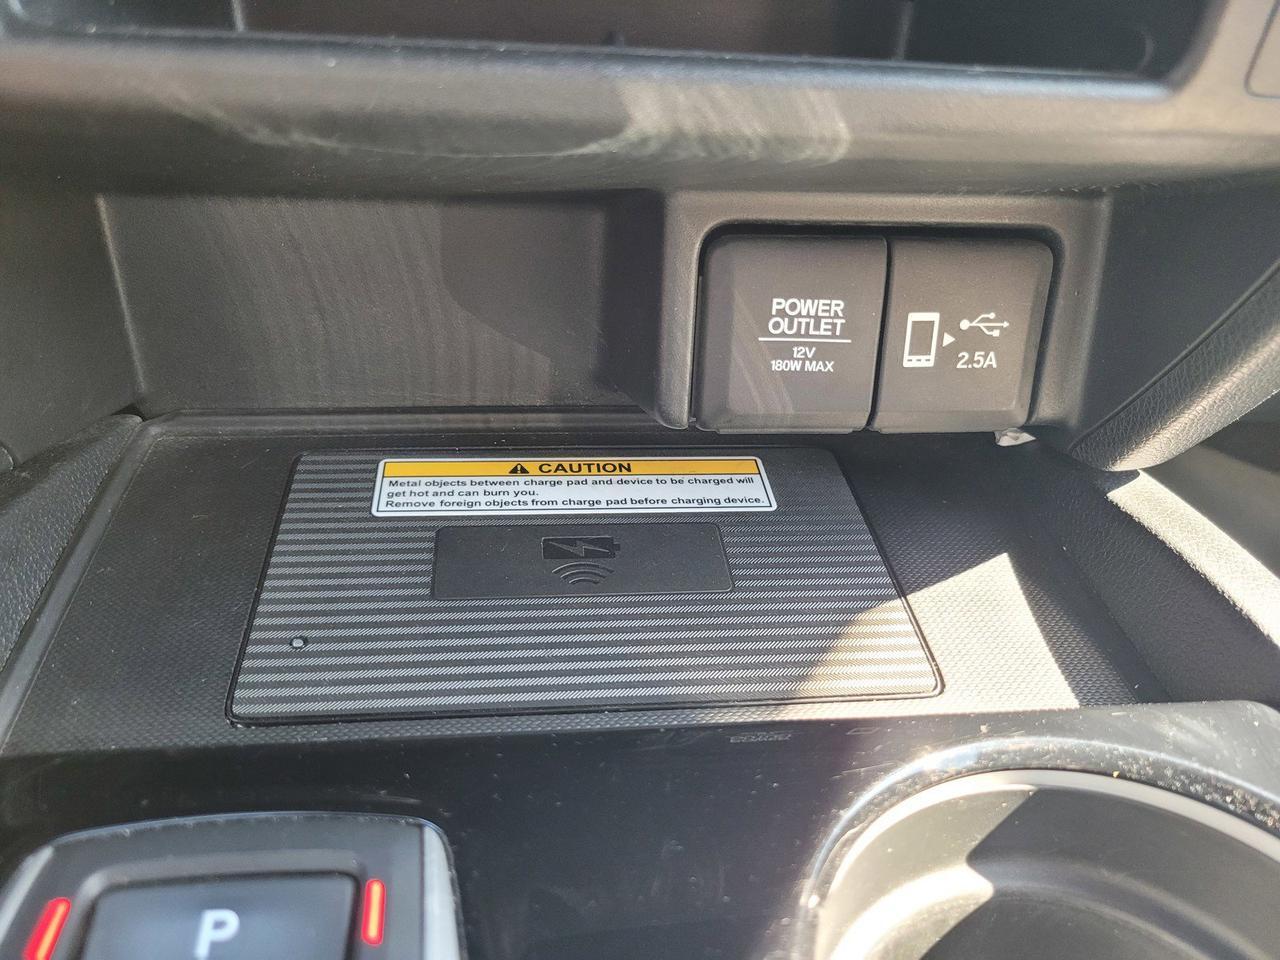 POWER
OUTLET
12V
180W MAX
2.5A
CAUTION
Metal objects between charge pad and device to be charged will
get hot and can burn you.
Remove foreign objects from charge pad before charging device.
P